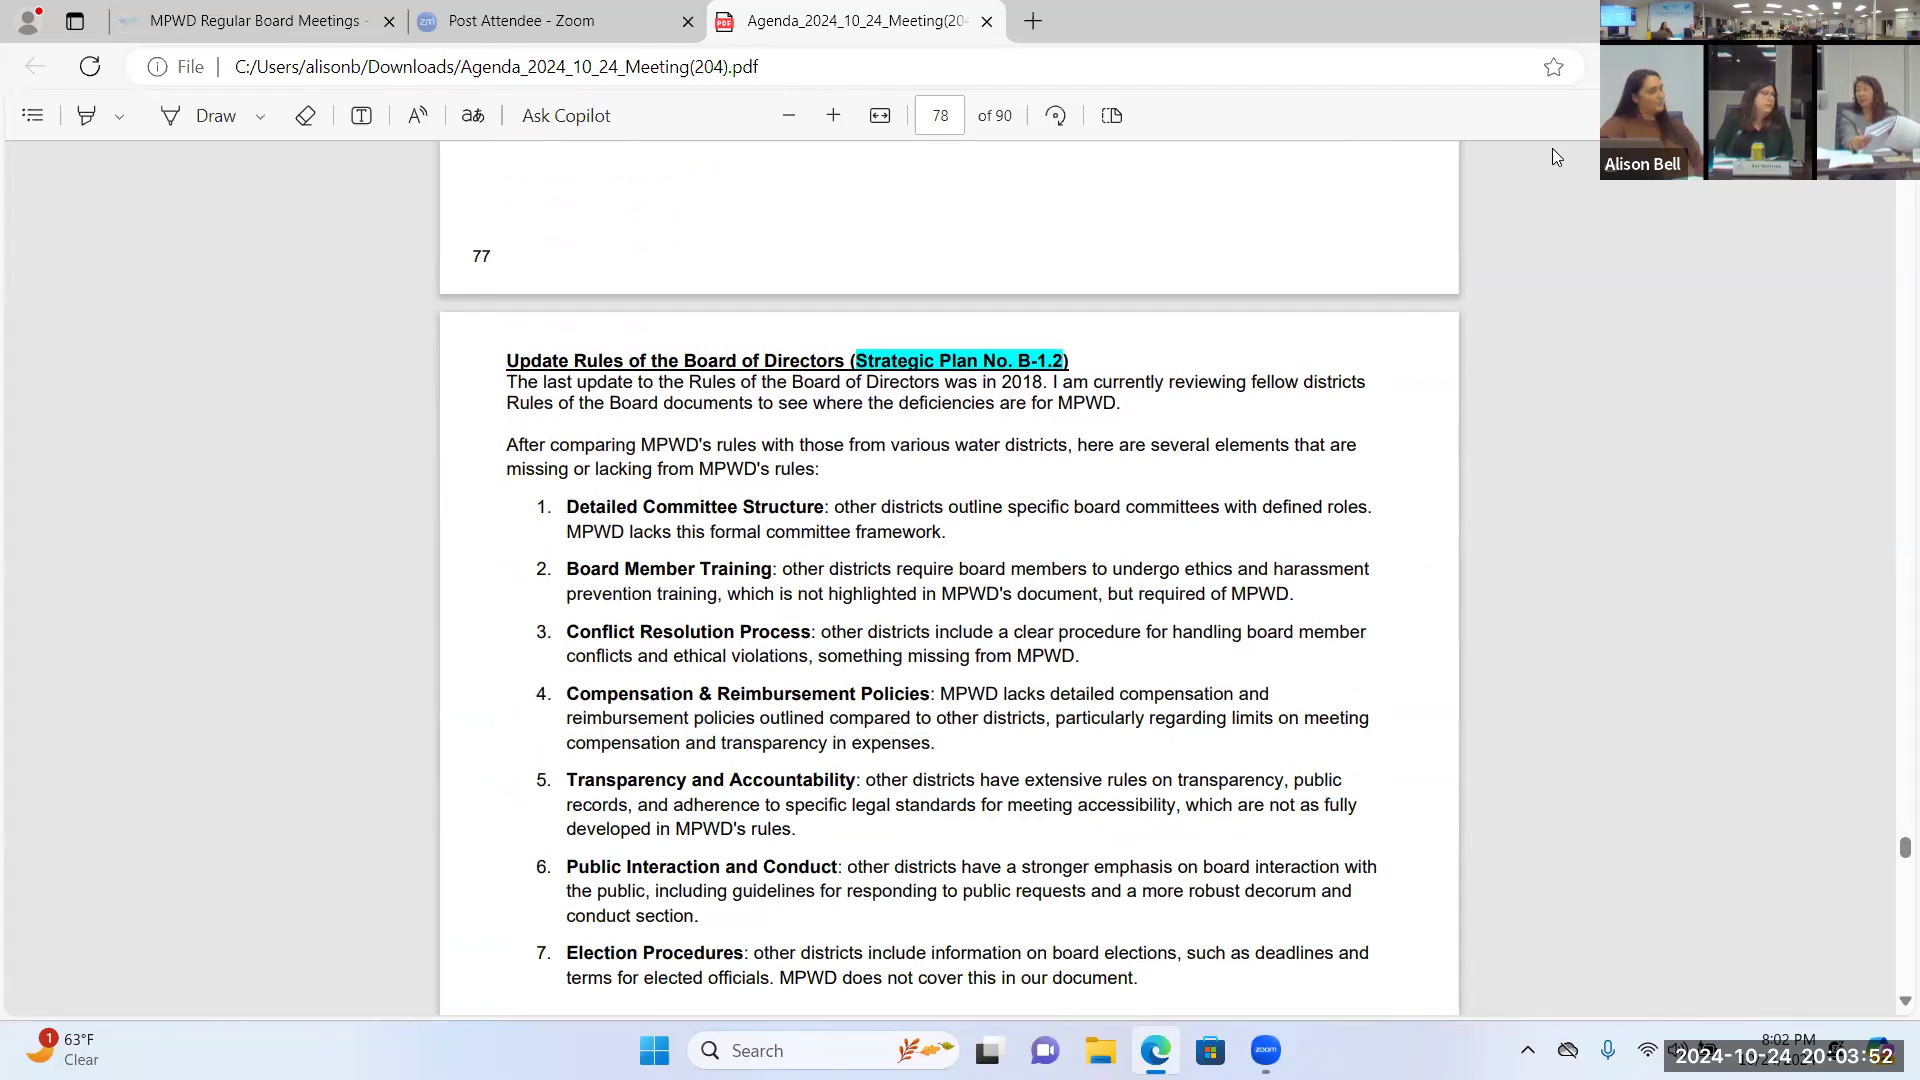 MPWD Regular Board Meetings -
Post Attendee - Zoom
Agenda_2024_10_24_Meeting(204
File
C:/Users/alisonb/Downloads/Agenda_2024_10_24_Meeting(204).pdf
Draw
Ask Copilot
78 of 90
Alison Bell
77
Update Rules of the Board of Directors (Strategic Plan No. B-1.2)
The last update to the Rules of the Board of Directors was in 2018. I am currently reviewing fellow districts
Rules of the Board documents to see where the deficiencies are for MPWD.
After comparing MPWD's rules with those from various water districts, here are several elements that are
missing or lacking from MPWD's rules:
1. Detailed Committee Structure: other districts outline specific board committees with defined roles.
MPWD lacks this formal committee framework.
2. Board Member Training: other districts require board members to undergo ethics and harassment
prevention training, which is not highlighted in MPWD's document, but required of MPWD.
3. Conflict Resolution Process: other districts include a clear procedure for handling board member
conflicts and ethical violations, something missing from MPWD.
4. Compensation & Reimbursement Policies: MPWD lacks detailed compensation and
reimbursement policies outlined compared to other districts, particularly regarding limits on meeting
compensation and transparency in expenses.
5. Transparency and Accountability: other districts have extensive rules on transparency, public
records, and adherence to specific legal standards for meeting accessibility, which are not as fully
developed in MPWD's rules.
6. Public Interaction and Conduct: other districts have a stronger emphasis on board interaction with
the public, including guidelines for responding to public requests and a more robust decorum and
conduct section.
7. Election Procedures: other districts include information on board elections, such as deadlines and
terms for elected officials. MPWD does not cover this in our document.
1
63°F
Clear
Search
zoom
8:02 PM
2024-10-24 20:03:52